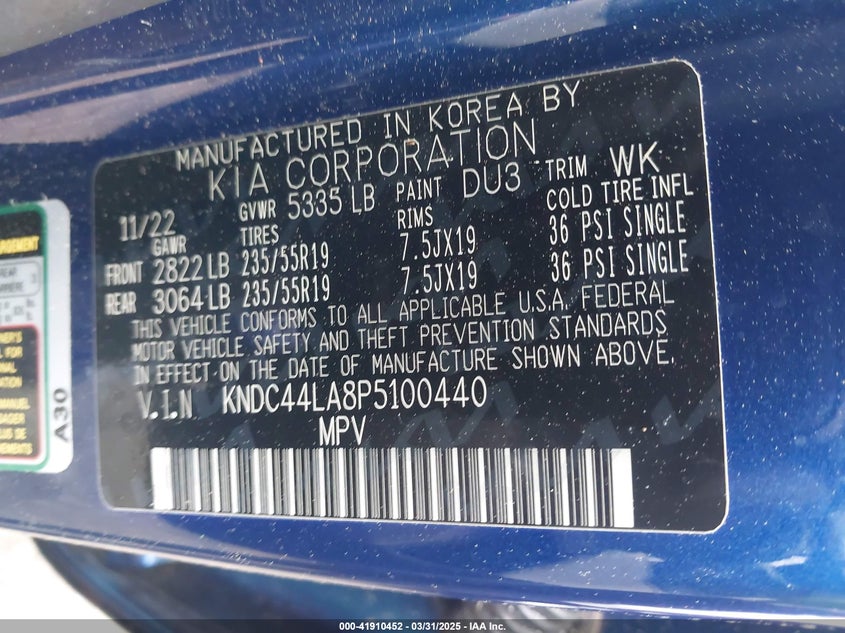 MANUFACTURED IN KOREA BY
KIA CORPORATION
11/22 GVWR 5335 LB PAINT DU3 TRIM WK
GAWR TIRES RIMS COLD TIRE INFL
FRONT 2822 LB 235/55R19 7.5JX19 36 PSI SINGLE
REAR 3064 LB 235/55R19 7.5JX19 36 PSI SINGLE
THIS VEHICLE CONFORMS TO ALL APPLICABLE U.S.A. FEDERAL
MOTOR VEHICLE SAFETY AND THEFT PREVENTION STANDARDS
IN EFFECT ON THE DATE OF MANUFACTURE SHOWN ABOVE.
V.I.N KNDC44LA8P5100440
MPV
A30
000-41910452 - 03/31/2025 - IAA Inc.